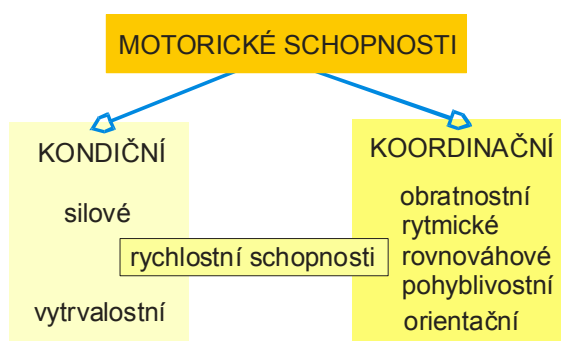 MOTORICKÉ SCHOPNOSTI
KONDIČNÍ
silové
vytrvalostní
rychlostní schopnosti
KOORDINAČNÍ
obratnostní
rytmické
rovnováhové
pohyblivostní
orientační